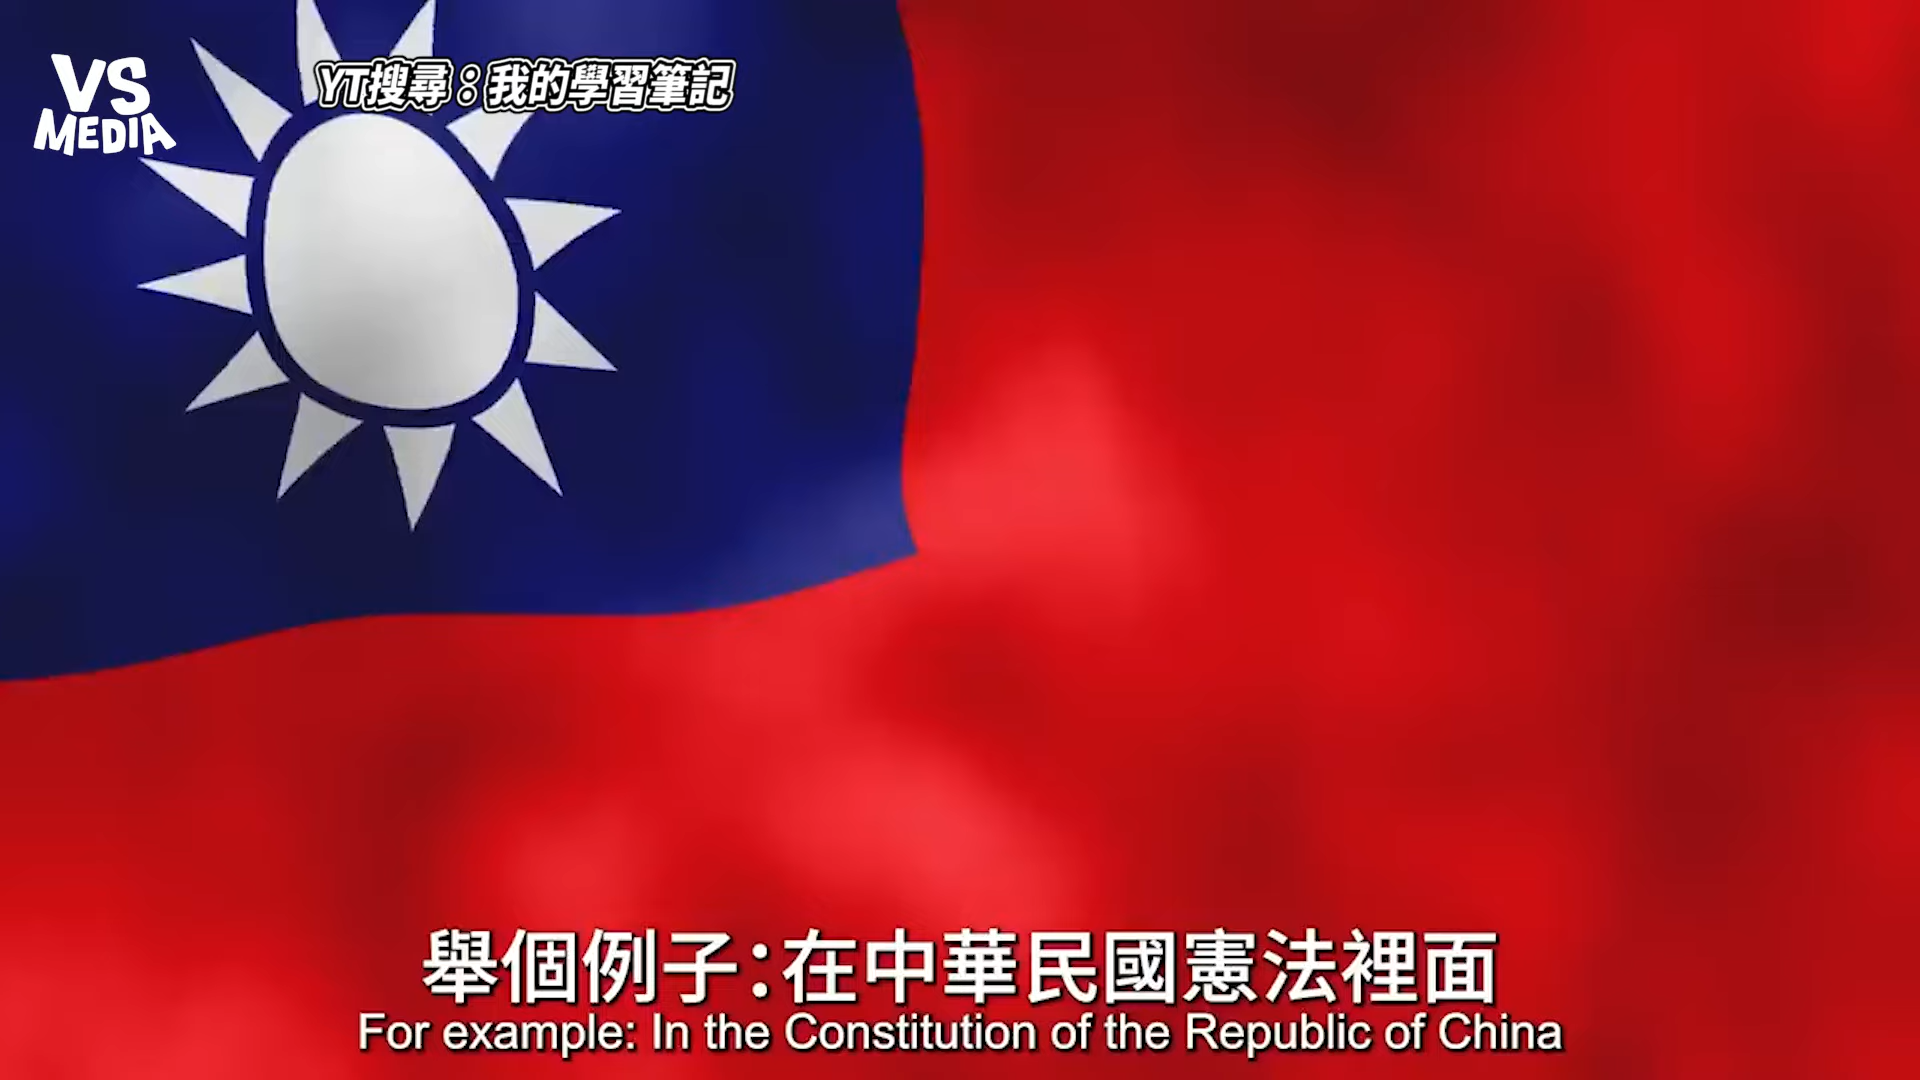 VS
MEDIA
YT搜尋：我的學習筆記
舉個例子：在中華民國憲法裡面
For example: In the Constitution of the Republic of China